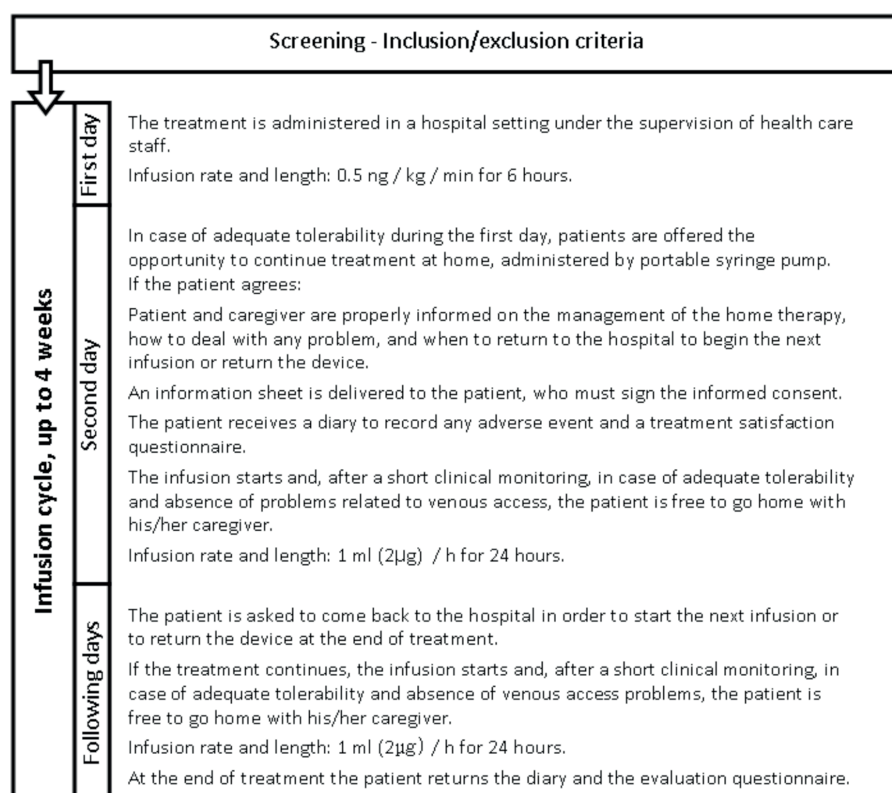 Screening - Inclusion/exclusion criteria
Infusion cycle, up to 4 weeks
First day
The treatment is administered in a hospital setting under the supervision of health care
staff.
Infusion rate and length: 0.5 ng / kg / min for 6 hours.
Second day
In case of adequate tolerability during the first day, patients are offered the
opportunity to continue treatment at home, administered by portable syringe pump.
If the patient agrees:
Patient and caregiver are properly informed on the management of the home therapy,
how to deal with any problem, and when to return to the hospital to begin the next
infusion or return the device.
An information sheet is delivered to the patient, who must sign the informed consent.
The patient receives a diary to record any adverse event and a treatment satisfaction
questionnaire.
The infusion starts and, after a short clinical monitoring, in case of adequate tolerability
and absence of problems related to venous access, the patient is free to go home with
his/her caregiver.
Infusion rate and length: 1 ml (2μg) / h for 24 hours.
Following days
The patient is asked to come back to the hospital in order to start the next infusion or
to return the device at the end of treatment.
If the treatment continues, the infusion starts and, after a short clinical monitoring, in
case of adequate tolerability and absence of venous access problems, the patient is
free to go home with his/her caregiver.
Infusion rate and length: 1 ml (2μg) / h for 24 hours.
At the end of treatment the patient returns the diary and the evaluation questionnaire.